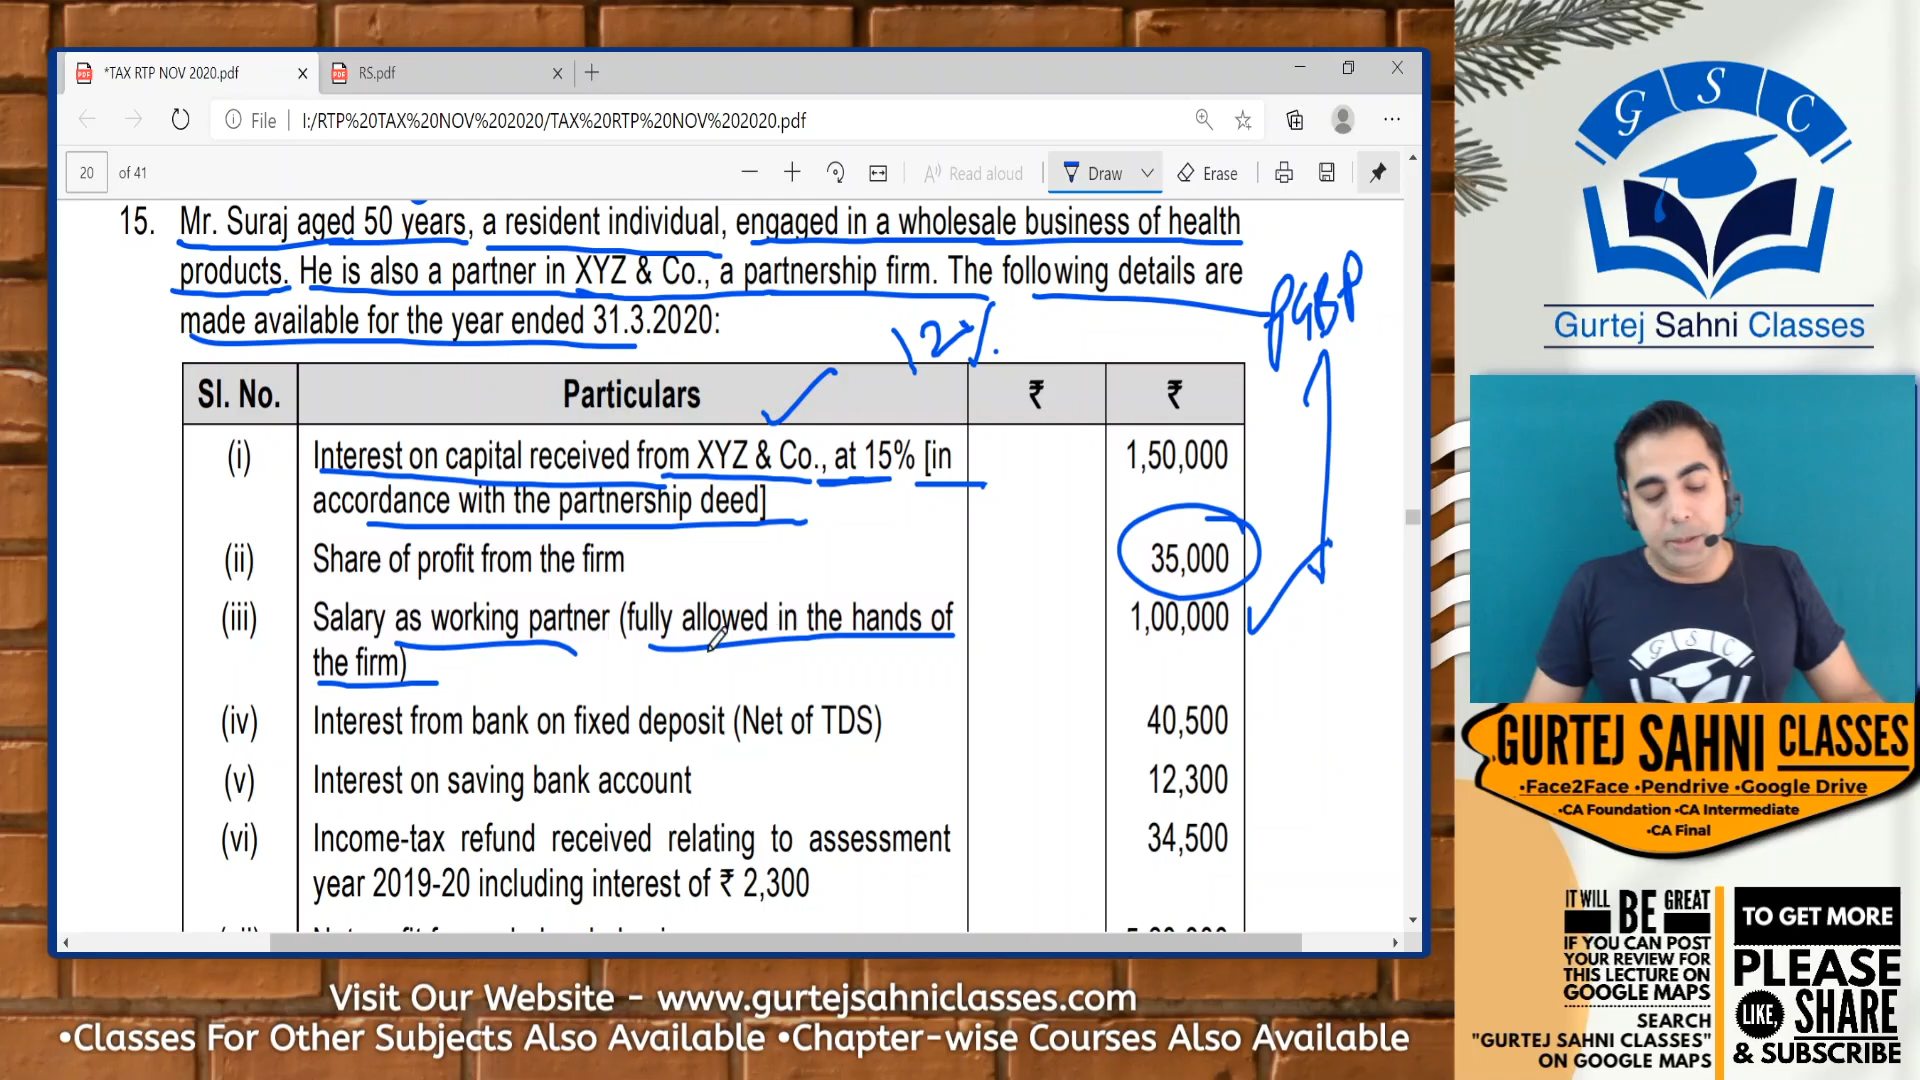 *TAX RTP NOV 2020.pdf
RS.pdf
File
I:/RTP%20TAX%20NOV%202020/TAX%20RTP%20NOV%202020.pdf
20 of 41
Read aloud
Draw
Erase
15. Mr. Suraj aged 50 years, a resident individual, engaged in a wholesale business of health
products. He is also a partner in XYZ & Co., a partnership firm. The following details are
made available for the year ended 31.3.2020:
PGBP
12%
Sl. No. Particulars ₹ ₹
(i) Interest on capital received from XYZ & Co., at 15% [in 1,50,000
accordance with the partnership deed]
(ii) Share of profit from the firm 35,000
(iii) Salary as working partner (fully allowed in the hands of 1,00,000
the firm)
(iv) Interest from bank on fixed deposit (Net of TDS) 40,500
(v) Interest on saving bank account 12,300
(vi) Income-tax refund received relating to assessment 34,500
year 2019-20 including interest of ₹ 2,300
GSC
Gurtej Sahni Classes
GSC
GURTEJ SAHNI CLASSES
•Face2Face •Pendrive •Google Drive
•CA Foundation •CA Intermediate
•CA Final
IT WILL BE GREAT
IF YOU CAN POST
YOUR REVIEW FOR
THIS LECTURE ON
GOOGLE MAPS
SEARCH
"GURTEJ SAHNI CLASSES"
ON GOOGLE MAPS
TO GET MORE
PLEASE
LIKE, SHARE
& SUBSCRIBE
Visit Our Website - www.gurtejsahniclasses.com
•Classes For Other Subjects Also Available •Chapter-wise Courses Also Available